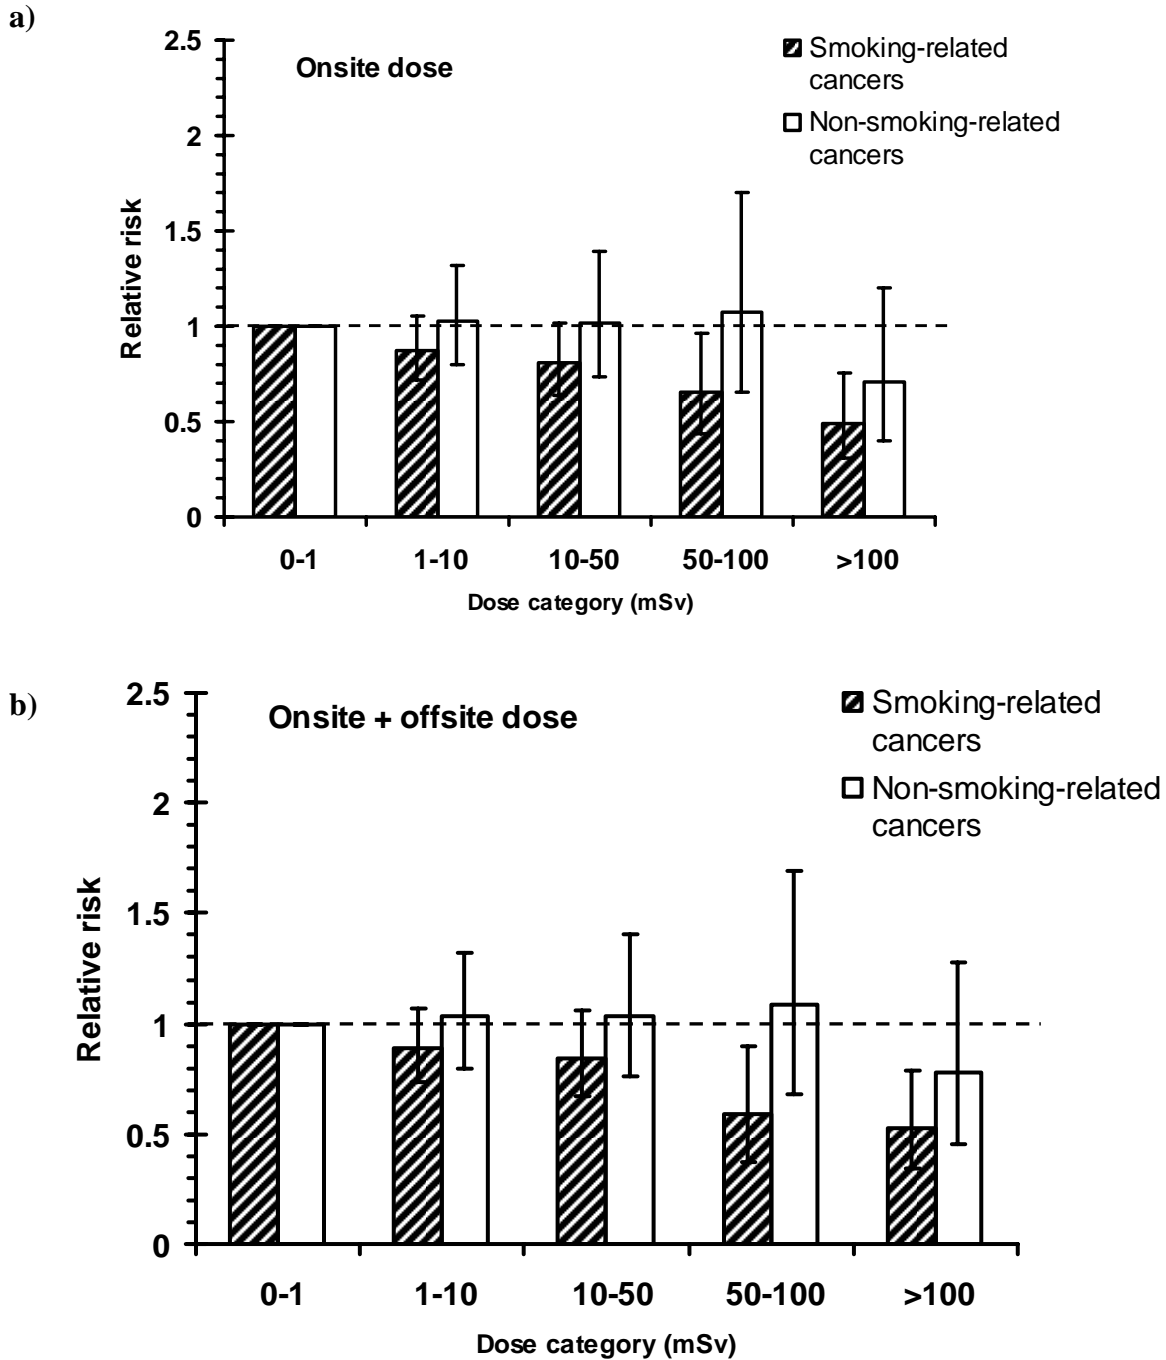 a)
2.5
Onsite dose
Smoking-related
cancers
Non-smoking-related
cancers
2
1.5
1
0.5
0
Relative risk
0-1 1-10 10-50 50-100 >100
Dose category (mSv)
b)
2.5
Onsite + offsite dose
Smoking-related
cancers
Non-smoking-related
cancers
2
1.5
1
0.5
0
Relative risk
0-1 1-10 10-50 50-100 >100
Dose category (mSv)